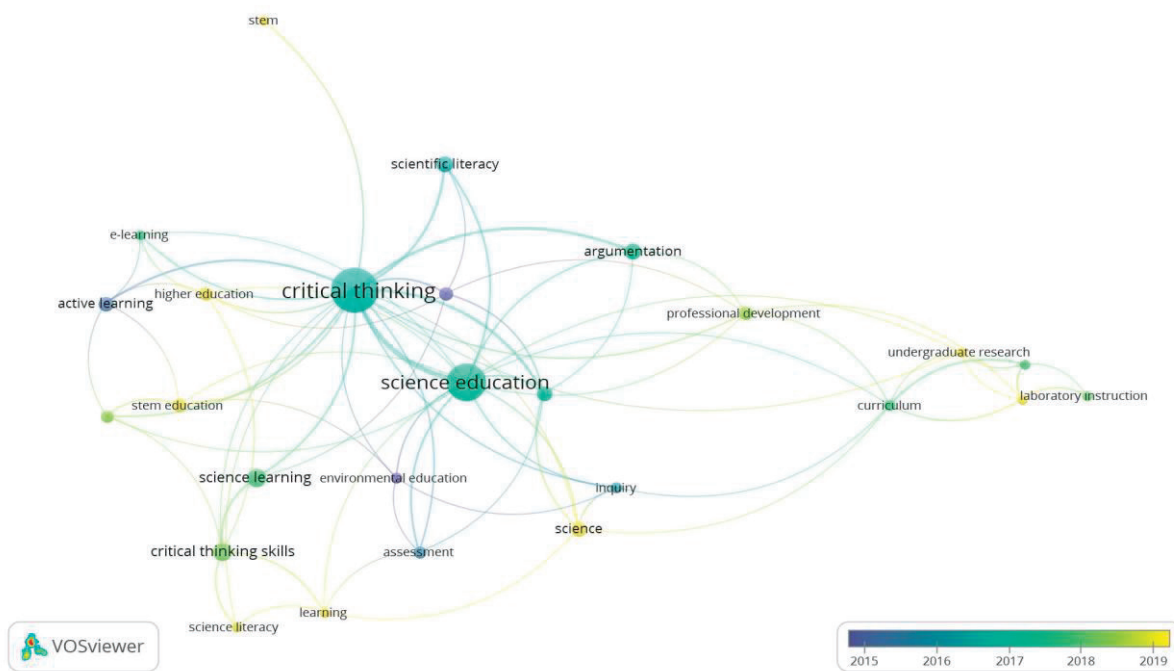 stem
scientific literacy
e-learning
argumentation
critical thinking
higher education
active learning
professional development
undergraduate research
science education
laboratory instruction
stem education
curriculum
science learning
environmental education
inquiry
science
critical thinking skills
assessment
learning
science literacy
VOSviewer
2015 2016 2017 2018 2019